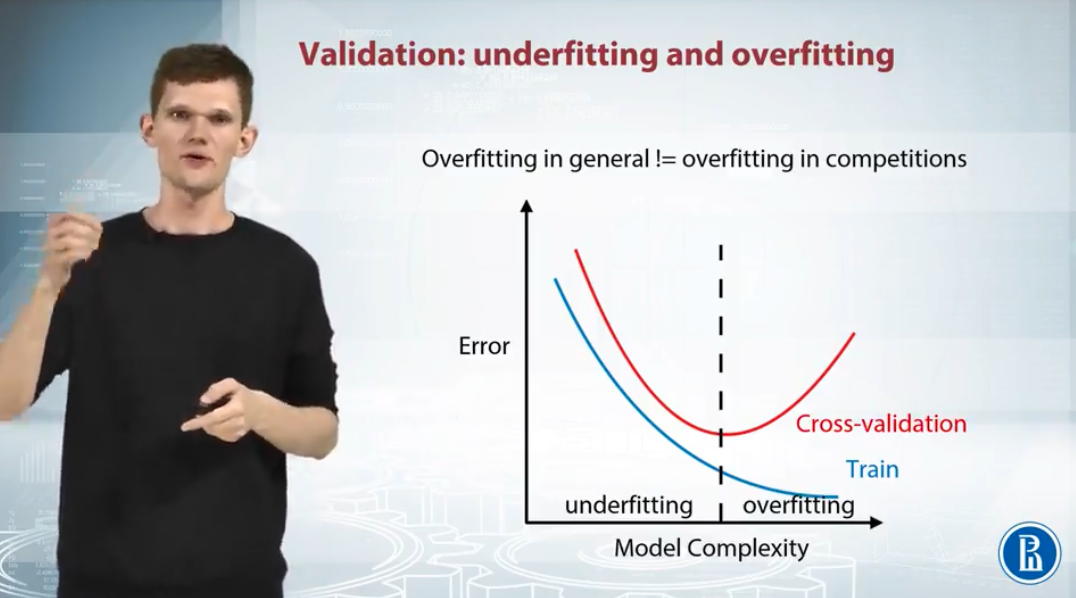 Validation: underfitting and overfitting
Overfitting in general != overfitting in competitions
Error
Cross-validation
Train
underfitting
overfitting
Model Complexity